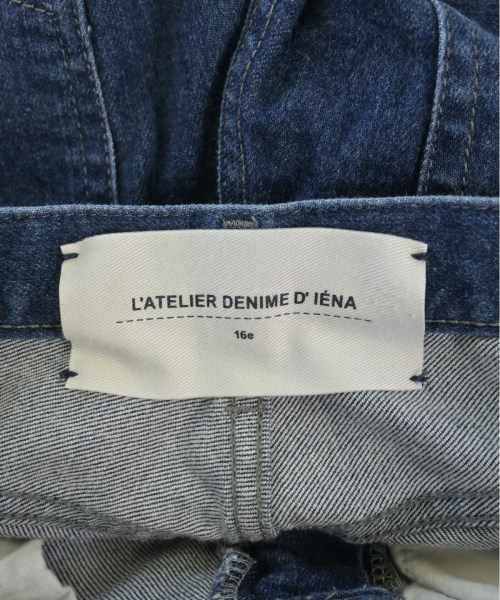 L'ATELIER DENIME D' IÉNA
16e